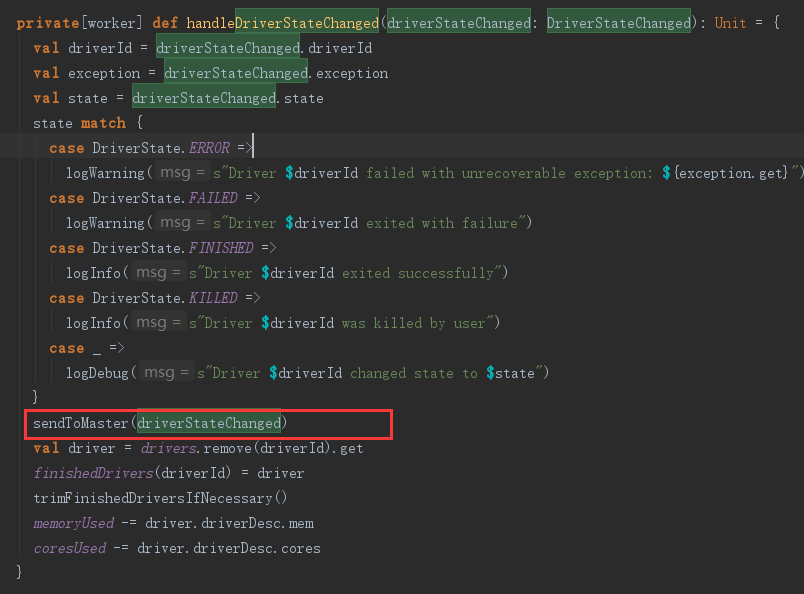 private[worker] def handleDriverStateChanged(driverStateChanged: DriverStateChanged): Unit = {
  val driverId = driverStateChanged.driverId
  val exception = driverStateChanged.exception
  val state = driverStateChanged.state
  state match {
    case DriverState.ERROR =>
      logWarning( msg = s"Driver $driverId failed with unrecoverable exception: ${exception.get}")
    case DriverState.FAILED =>
      logWarning( msg = s"Driver $driverId exited with failure")
    case DriverState.FINISHED =>
      logInfo( msg = s"Driver $driverId exited successfully")
    case DriverState.KILLED =>
      logInfo( msg = s"Driver $driverId was killed by user")
    case _ =>
      logDebug( msg = s"Driver $driverId changed state to $state")
  }
  sendToMaster(driverStateChanged)
  val driver = drivers.remove(driverId).get
  finishedDrivers(driverId) = driver
  trimFinishedDriversIfNecessary()
  memoryUsed -= driver.driverDesc.mem
  coresUsed -= driver.driverDesc.cores
}